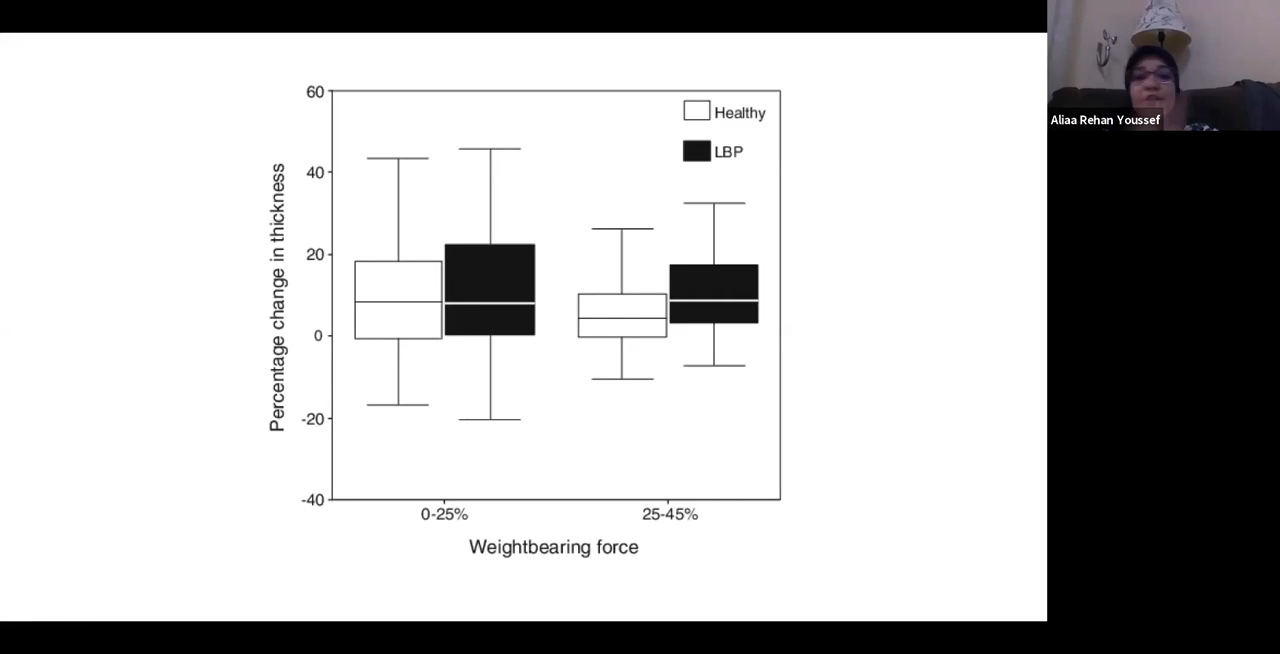 60
Healthy
LBP
40
20
0
-20
-40
Percentage change in thickness
0-25%
25-45%
Weightbearing force
Aliaa Rehan Youssef